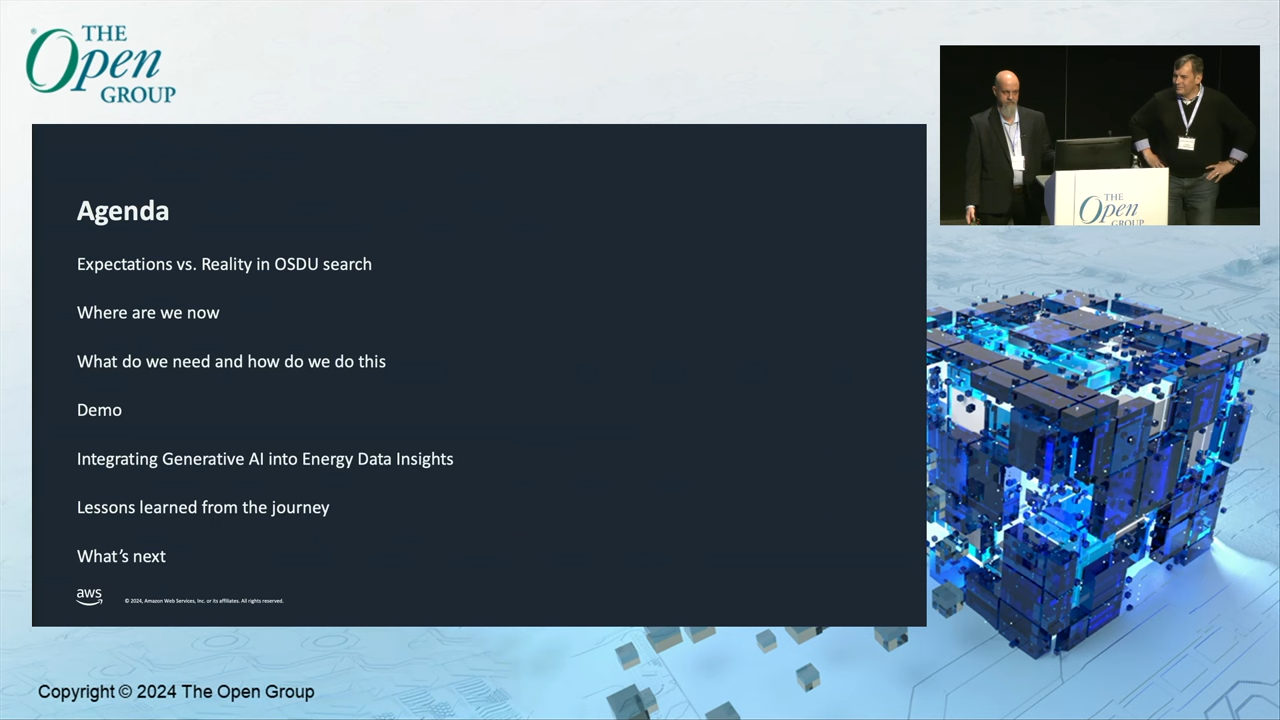 THE
Open
GROUP
Agenda
Expectations vs. Reality in OSDU search
Where are we now
What do we need and how do we do this
Demo
Integrating Generative AI into Energy Data Insights
Lessons learned from the journey
What's next
aws
© 2024, Amazon Web Services, Inc. or its affiliates. All rights reserved.
THE
Open
GROUP
Copyright © 2024 The Open Group